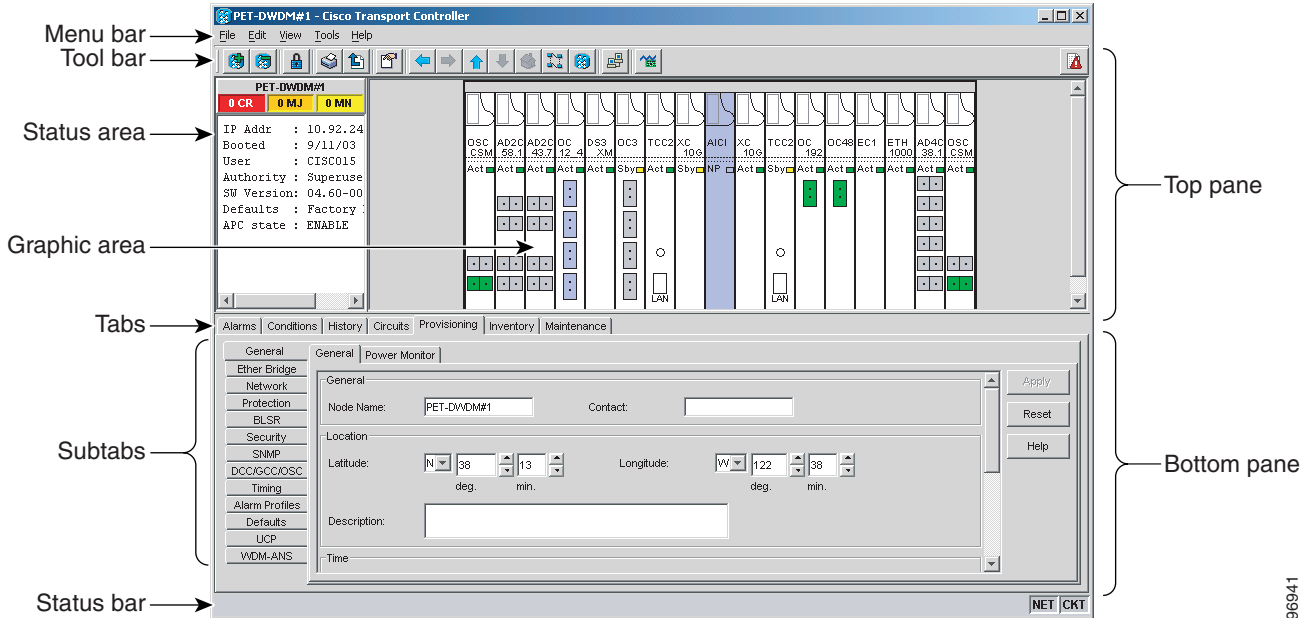 PET-DWDM#1 - Cisco Transport Controller
Menu bar
File Edit View Tools Help
Tool bar
PET-DWDM#1
0 CR 0 MJ 0 MN
Status area
IP Addr : 10.92.24
Booted : 9/11/03
User : CISCO15
Authority : Superuse
SW Version: 04.60-00
Defaults : Factory
APC state : ENABLE
OSC CSM Act
AD2C 58.1 Act
AD2C 43.7 Act
OC 12_4 Act
DS3 XM Act
OC3 Sby
TCC2 Act
XC 10G Sby
AICI NP
XC 10G Act
TCC2 Sby
OC 192 Act
OC48 Act
EC1 Act
ETH 1000 Act
AD4C 38.1 Act
OSC CSM Act
LAN
LAN
Top pane
Graphic area
Tabs
Alarms Conditions History Circuits Provisioning Inventory Maintenance
Subtabs
General
Ether Bridge
Network
Protection
BLSR
Security
SNMP
DCC/GCC/OSC
Timing
Alarm Profiles
Defaults
UCP
WDM-ANS
General Power Monitor
General
Node Name: PET-DWDM#1 Contact:
Location
Latitude: N 38 13 Longitude: W 122 38
deg. min. deg. min.
Description:
Time
Apply
Reset
Help
Bottom pane
Status bar
NET CKT
96941